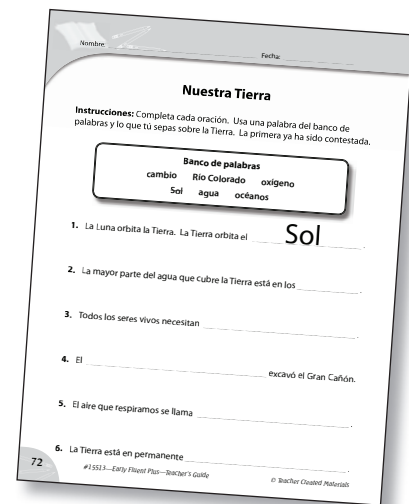 Nombre: Fecha:
Nuestra Tierra
Instrucciones: Completa cada oración. Usa una palabra del banco de
palabras y lo que tú sepas sobre la Tierra. La primera ya ha sido contestada.
Banco de palabras
cambio Río Colorado oxígeno
Sol agua océanos
1. La Luna orbita la Tierra. La Tierra orbita el Sol.
2. La mayor parte del agua que cubre la Tierra está en los .
3. Todos los seres vivos necesitan .
4. El excavó el Gran Cañón.
5. El aire que respiramos se llama .
6. La Tierra está en permanente .
72 #15513—Early Fluent Plus—Teacher's Guide © Teacher Created Materials